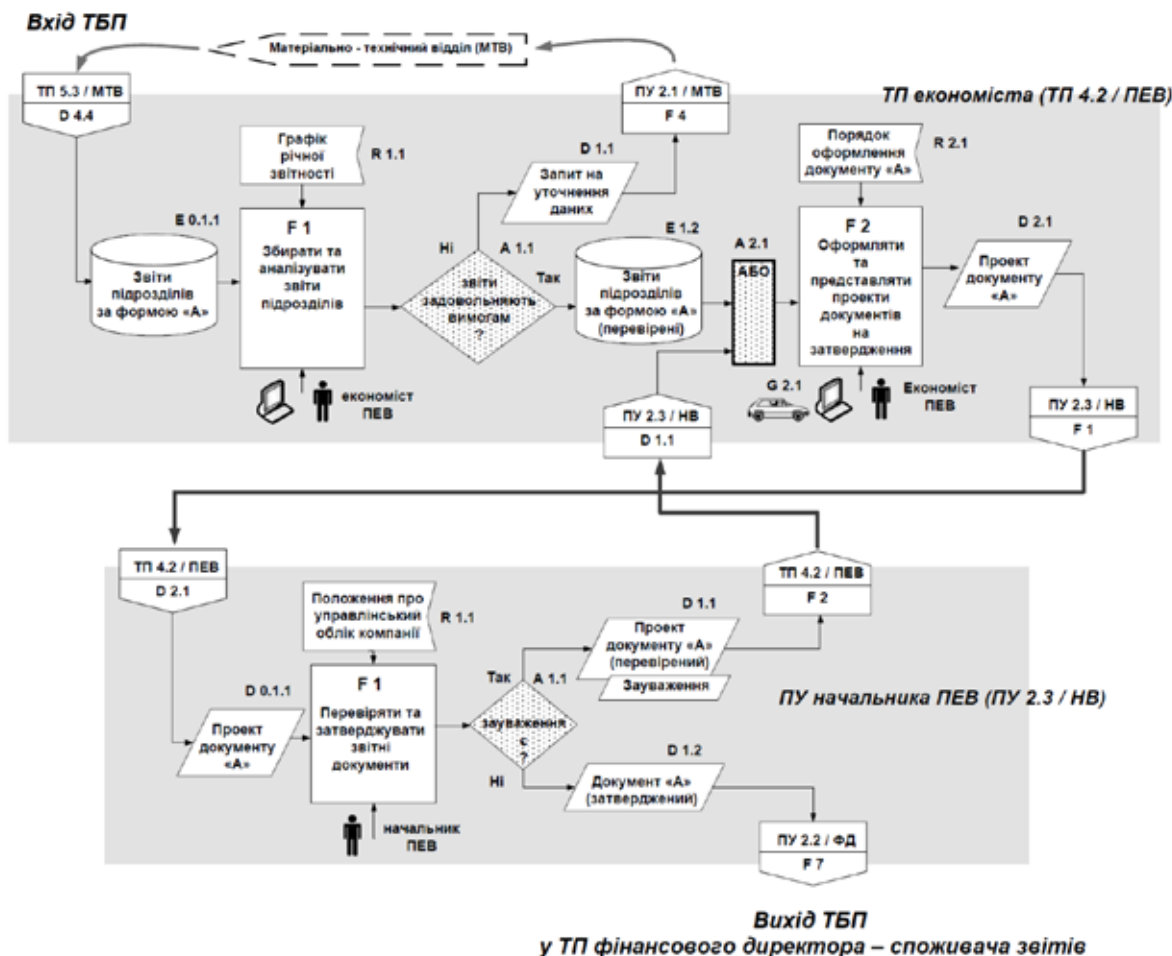 Вхід ТБП
Матеріально - технічний відділ (МТВ)
ТП 5.3 / МТВ
D 4.4
ПУ 2.1 / МТВ
F 4
ТП економіста (ТП 4.2 / ПЕВ)
Графік
річної
звітності
R 1.1
D 1.1
Запит на
уточнення
даних
Порядок
оформлення
документу «А»
R 2.1
E 0.1.1
Звіти
підрозділів
за формою «А»
F 1
Збирати та
аналізувати
звіти
підрозділів
Ні
A 1.1
Так
звіти
задовольняють
вимогам
?
E 1.2
Звіти
підрозділів
за формою «А»
(перевірені)
A 2.1
АБО
F 2
Оформляти
та
представляти
проекти
документів
на
затвердження
D 2.1
Проект
документу
«А»
економіст
ПЕВ
G 2.1
Економіст
ПЕВ
ПУ 2.3 / НВ
D 1.1
ПУ 2.3 / НВ
F 1
ТП 4.2 / ПЕВ
D 2.1
ТП 4.2 / ПЕВ
F 2
Положення про
управлінський
облік компанії
R 1.1
D 1.1
Проект
документу «А»
(перевірений)
Зауваження
ПУ начальника ПЕВ (ПУ 2.3 / НВ)
D 0.1.1
Проект
документу
«А»
F 1
Перевіряти та
затверджувати
звітні
документи
Так
A 1.1
зауваження
є
?
Ні
D 1.2
Документ «А»
(затверджений)
начальник
ПЕВ
ПУ 2.2 / ФД
F 7
Вихід ТБП
у ТП фінансового директора – споживача звітів